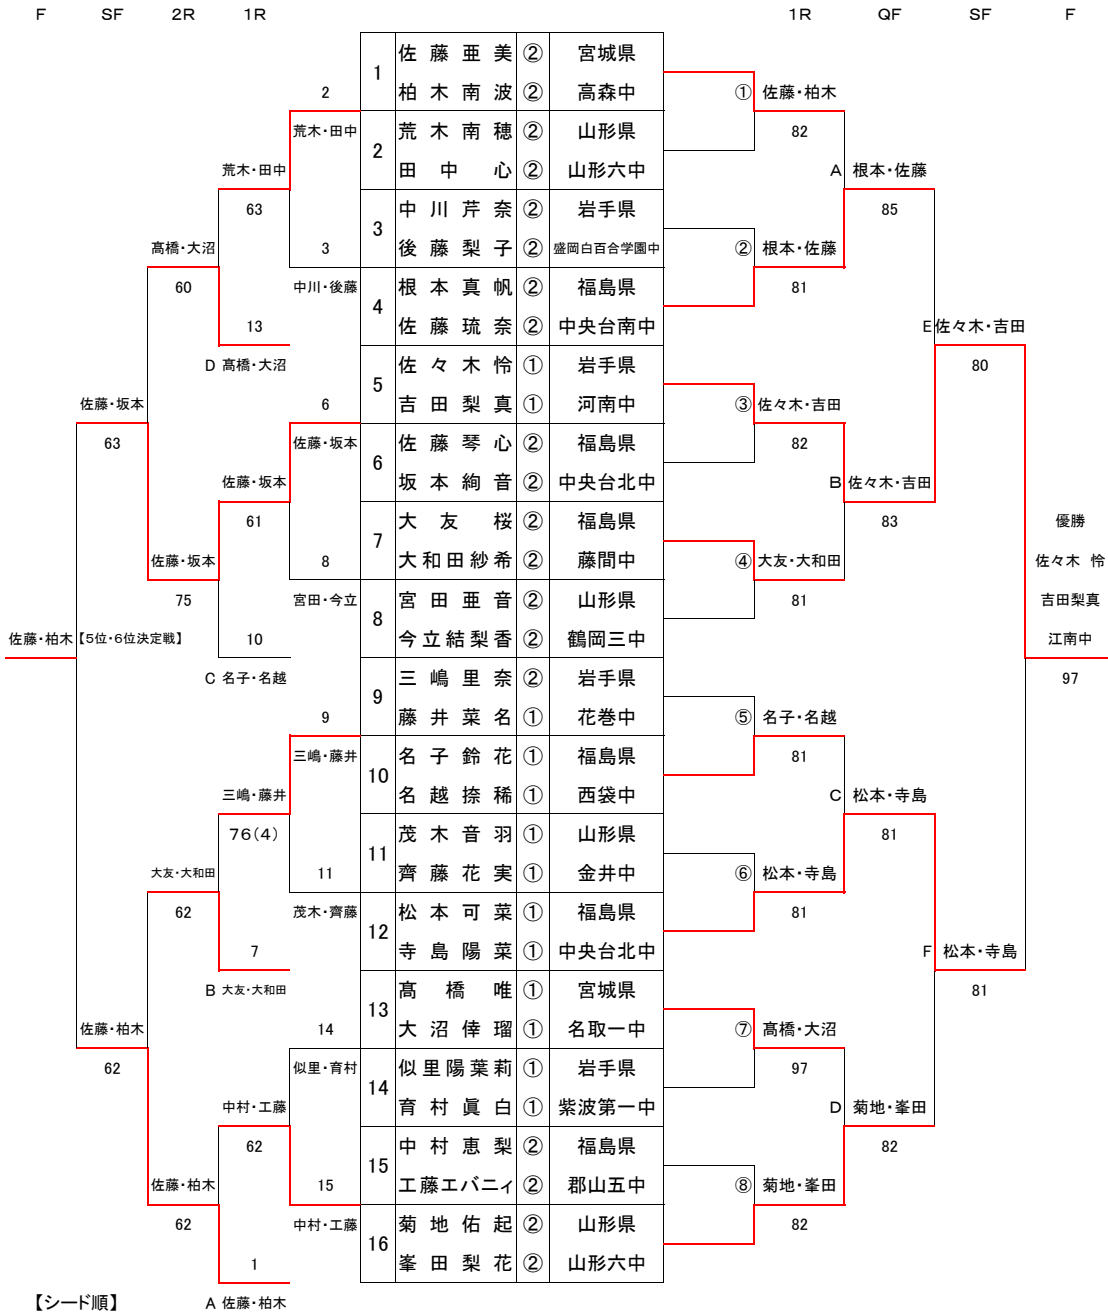 F SF 2R 1R 1R QF SF F
1 佐藤亜美 ② 宮城県
柏木南波 ② 高森中
2 荒木南穂 ② 山形県
田中心 ② 山形六中
3 中川芹奈 ② 岩手県
後藤梨子 ② 盛岡白百合学園中
4 根本真帆 ② 福島県
佐藤琉奈 ② 中央台南中
5 佐々木怜 ① 岩手県
吉田梨真 ① 河南中
6 佐藤琴心 ② 福島県
坂本絢音 ② 中央台北中
7 大友桜 ② 福島県
大和田紗希 ② 藤間中
8 宮田亜音 ② 山形県
今立結梨香 ② 鶴岡三中
9 三嶋里奈 ② 岩手県
藤井菜名 ① 花巻中
10 名子鈴花 ① 福島県
名越捺稀 ① 西袋中
11 茂木音羽 ① 山形県
齊藤花実 ① 金井中
12 松本可菜 ① 福島県
寺島陽菜 ① 中央台北中
13 髙橋唯 ① 宮城県
大沼倖瑠 ① 名取一中
14 似里陽葉莉 ① 岩手県
育村眞白 ① 紫波第一中
15 中村恵梨 ② 福島県
工藤エバニィ ② 郡山五中
16 菊地佑起 ② 山形県
峯田梨花 ② 山形六中
2
荒木・田中
3
中川・後藤
6
佐藤・坂本
8
宮田・今立
9
三嶋・藤井
11
茂木・齊藤
14
似里・育村
15
中村・工藤
荒木・田中
63
13
D 髙橋・大沼
佐藤・坂本
61
10
C 名子・名越
三嶋・藤井
76(4)
7
B 大友・大和田
中村・工藤
62
1
A 佐藤・柏木
髙橋・大沼
60
佐藤・坂本
75
大友・大和田
62
佐藤・柏木
62
佐藤・坂本
63
佐藤・柏木
62
佐藤・柏木【5位・6位決定戦】
① 佐藤・柏木
82
② 根本・佐藤
81
③ 佐々木・吉田
82
④ 大友・大和田
81
⑤ 名子・名越
81
⑥ 松本・寺島
81
⑦ 髙橋・大沼
97
⑧ 菊地・峯田
82
A 根本・佐藤
85
B 佐々木・吉田
83
C 松本・寺島
81
D 菊地・峯田
82
E 佐々木・吉田
80
F 松本・寺島
81
優勝
佐々木 怜
吉田梨真
江南中
97
【シード順】